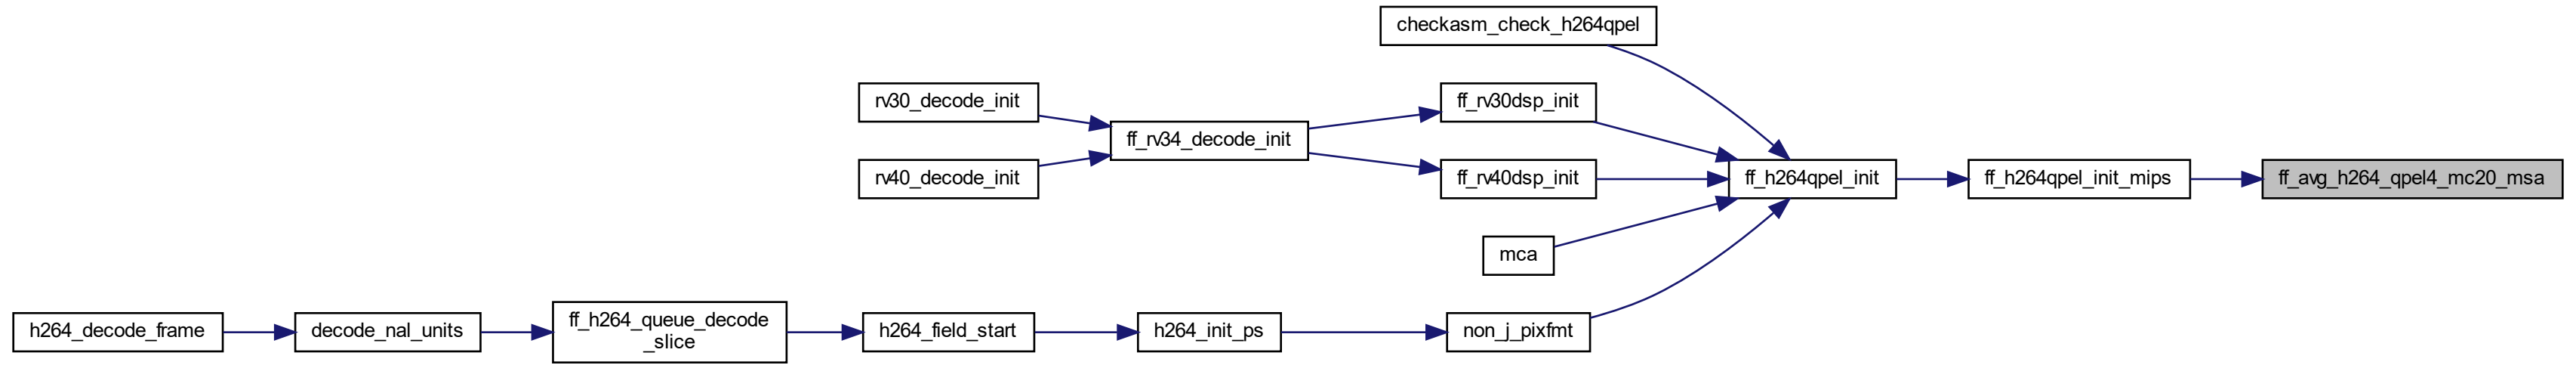 checkasm_check_h264qpel
rv30_decode_init
ff_rv30dsp_init
ff_rv34_decode_init
rv40_decode_init
ff_rv40dsp_init
ff_h264qpel_init
ff_h264qpel_init_mips
ff_avg_h264_qpel4_mc20_msa
mca
h264_decode_frame
decode_nal_units
ff_h264_queue_decode
_slice
h264_field_start
h264_init_ps
non_j_pixfmt